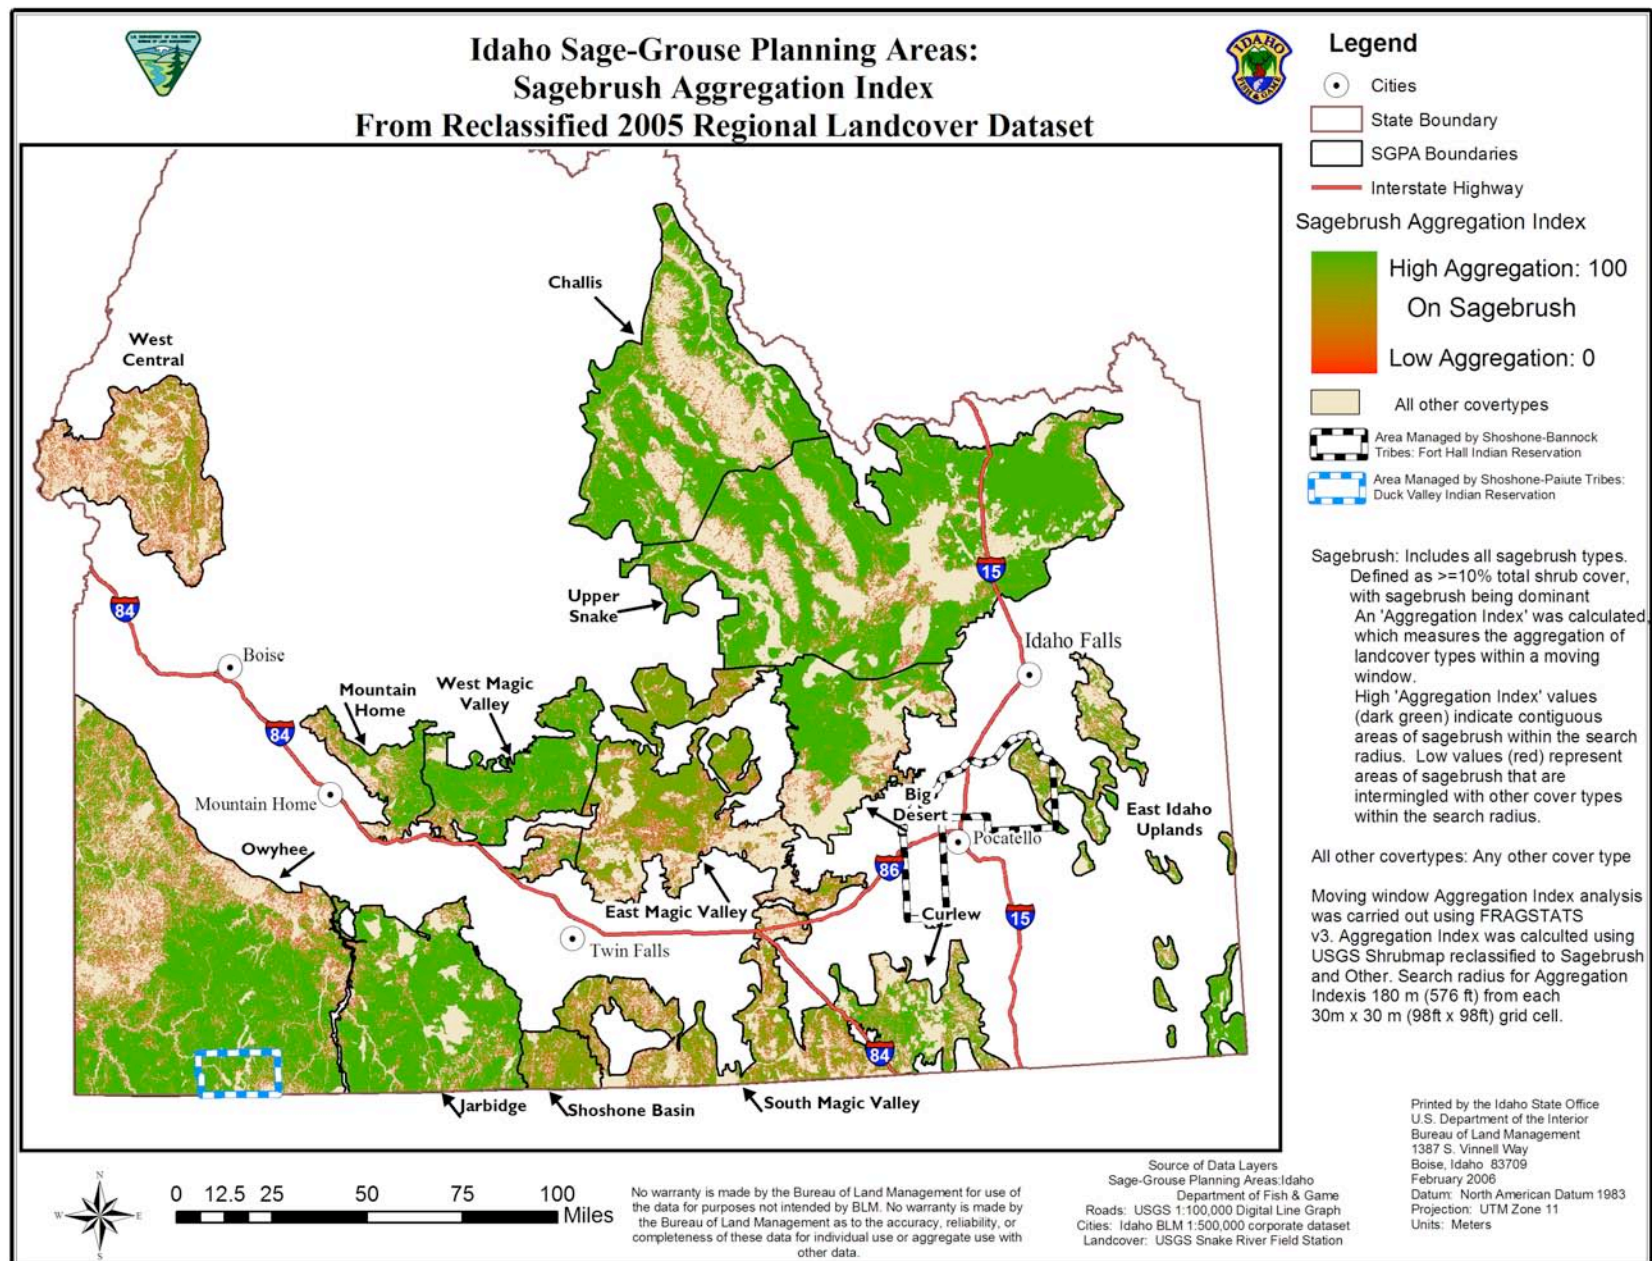 Idaho Sage-Grouse Planning Areas:
Sagebrush Aggregation Index
From Reclassified 2005 Regional Landcover Dataset
IDAHO
FISH & GAME
Legend
Cities
State Boundary
SGPA Boundaries
Interstate Highway
Sagebrush Aggregation Index
High Aggregation: 100
On Sagebrush
Low Aggregation: 0
All other covertypes
Area Managed by Shoshone-Bannock
Tribes: Fort Hall Indian Reservation
Area Managed by Shoshone-Paiute Tribes:
Duck Valley Indian Reservation
Sagebrush: Includes all sagebrush types.
Defined as >=10% total shrub cover,
with sagebrush being dominant
An 'Aggregation Index' was calculated,
which measures the aggregation of
landcover types within a moving
window.
High 'Aggregation Index' values
(dark green) indicate contiguous
areas of sagebrush within the search
radius. Low values (red) represent
areas of sagebrush that are
intermingled with other cover types
within the search radius.
All other covertypes: Any other cover type
Moving window Aggregation Index analysis
was carried out using FRAGSTATS
v3. Aggregation Index was calculted using
USGS Shrubmap reclassified to Sagebrush
and Other. Search radius for Aggregation
Indexis 180 m (576 ft) from each
30m x 30 m (98ft x 98ft) grid cell.
Challis
West
Central
Upper
Snake
15
84
Boise
Idaho Falls
Mountain
Home
West Magic
Valley
84
Mountain Home
Big
Desert
East Idaho
Uplands
Pocatello
Owyhee
86
East Magic Valley
Curlew
15
Twin Falls
84
Jarbidge
Shoshone Basin
South Magic Valley
N
W
E
S
0 12.5 25 50 75 100
Miles
No warranty is made by the Bureau of Land Management for use of
the data for purposes not intended by BLM. No warranty is made by
the Bureau of Land Management as to the accuracy, reliability, or
completeness of these data for individual use or aggregate use with
other data.
Source of Data Layers
Sage-Grouse Planning Areas:Idaho
Department of Fish & Game
Roads: USGS 1:100,000 Digital Line Graph
Cities: Idaho BLM 1:500,000 corporate dataset
Landcover: USGS Snake River Field Station
Printed by the Idaho State Office
U.S. Department of the Interior
Bureau of Land Management
1387 S. Vinnell Way
Boise, Idaho 83709
February 2006
Datum: North American Datum 1983
Projection: UTM Zone 11
Units: Meters